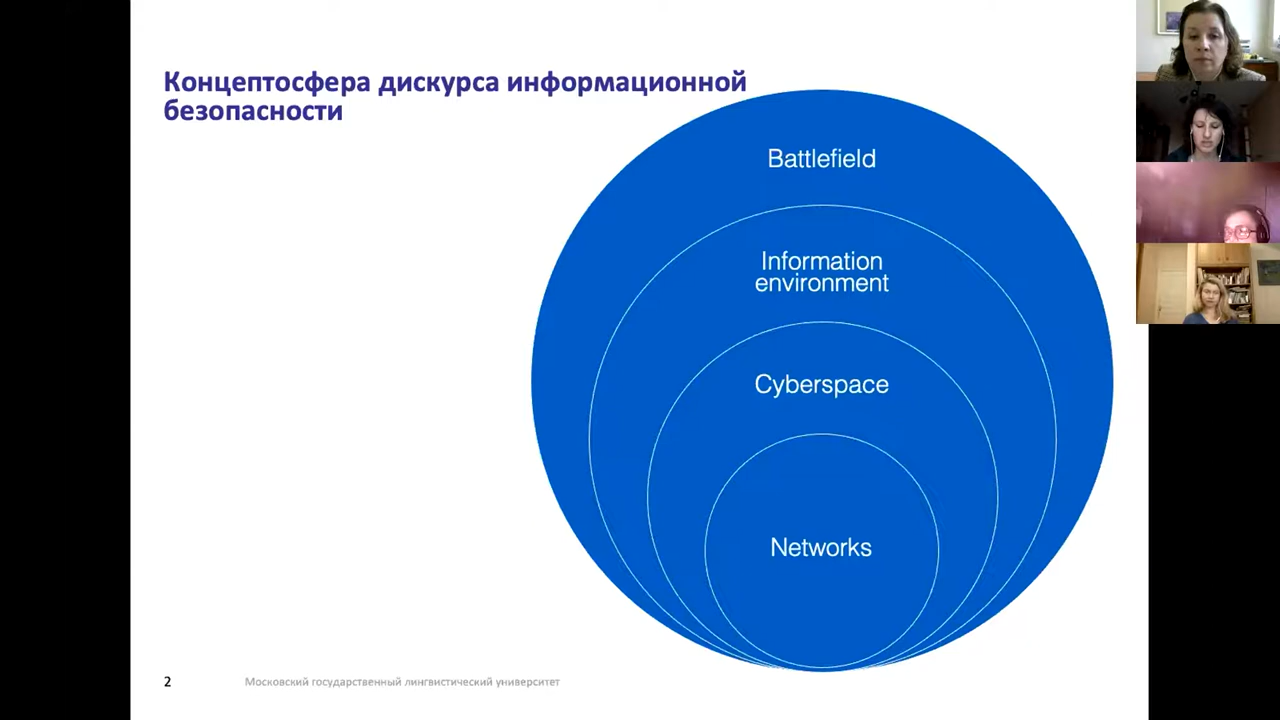 Концептосфера дискурса информационной
безопасности
Battlefield
Information
environment
Cyberspace
Networks
2
Московский государственный лингвистический университет